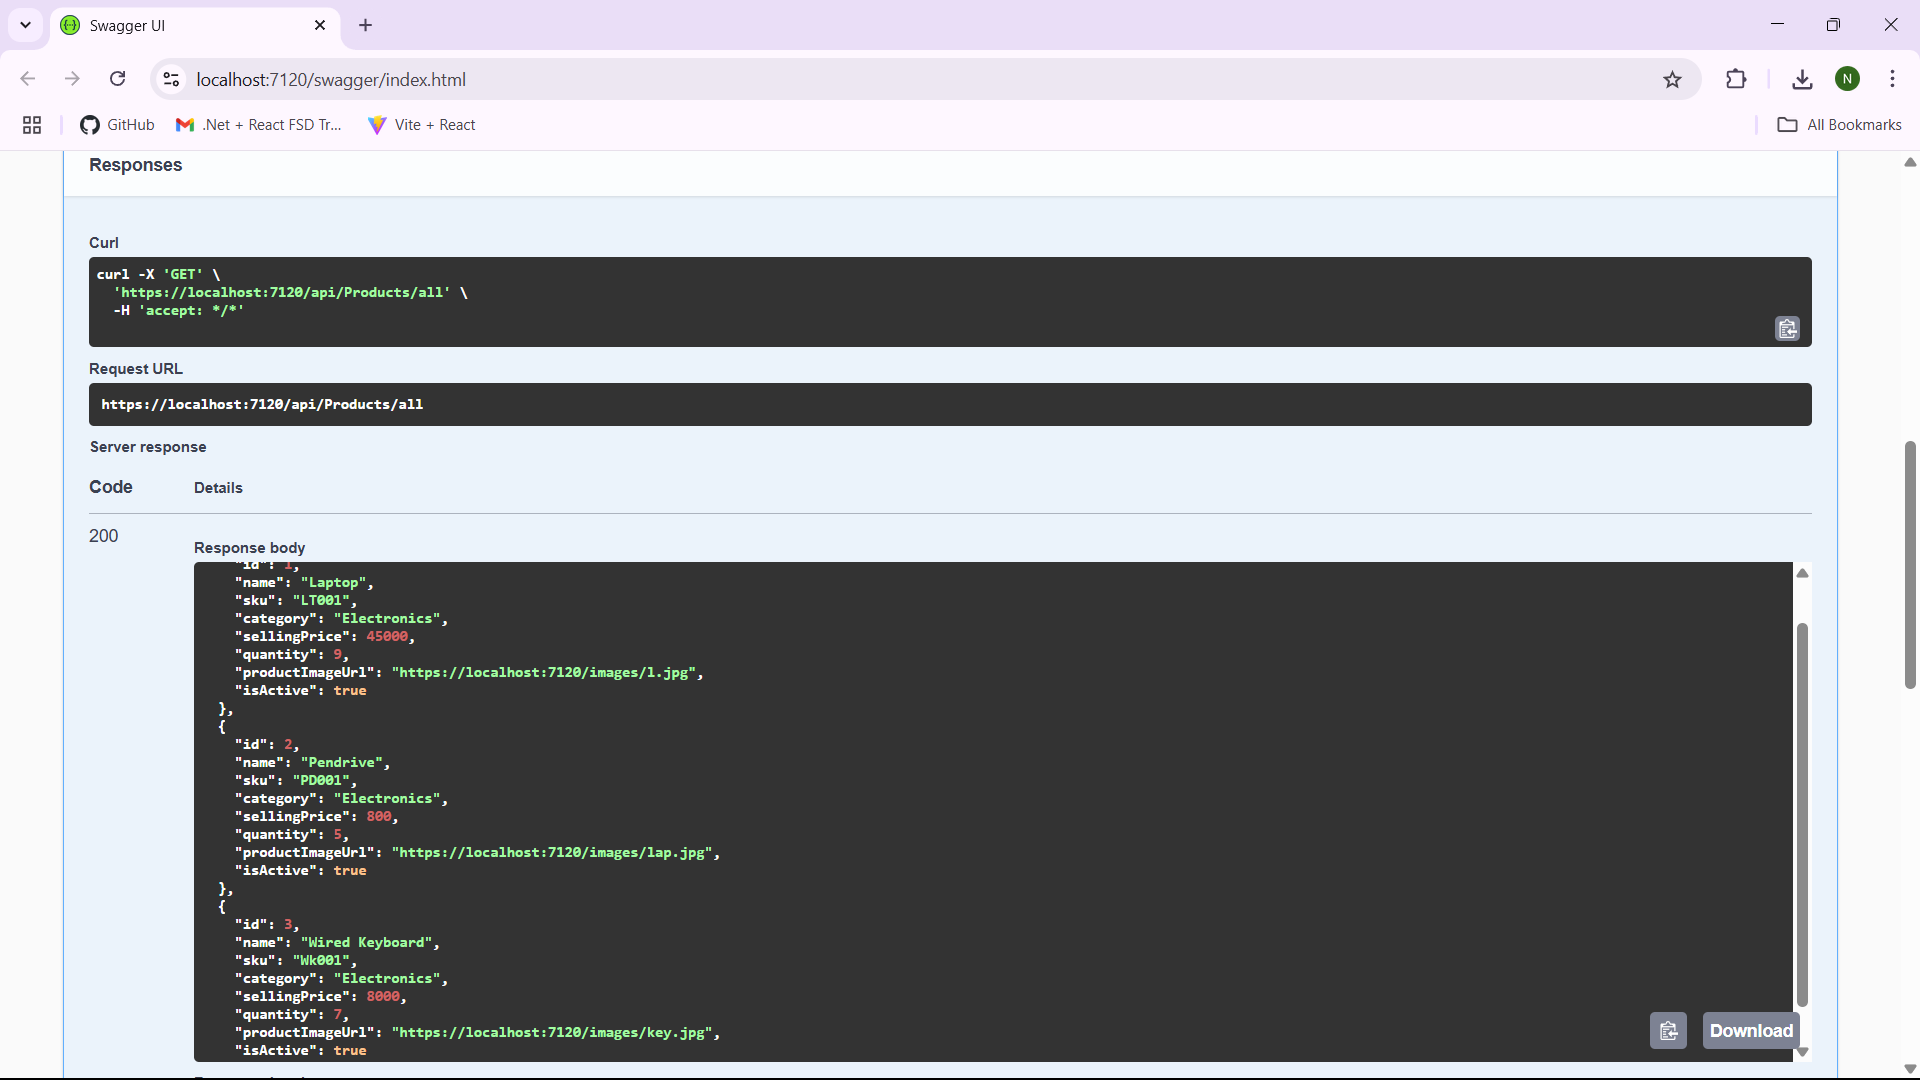 Swagger UI
localhost:7120/swagger/index.html
N
GitHub
.Net + React FSD Tr...
Vite + React
All Bookmarks
Responses
Curl
curl -X 'GET' \
'https://localhost:7120/api/Products/all' \
-H 'accept: */*'
Request URL
https://localhost:7120/api/Products/all
Server response
Code Details
200
Response body
"id": 1,
"name": "Laptop",
"sku": "LT001",
"category": "Electronics",
"sellingPrice": 45000,
"quantity": 9,
"productImageUrl": "https://localhost:7120/images/l.jpg",
"isActive": true
},
{
"id": 2,
"name": "Pendrive",
"sku": "PD001",
"category": "Electronics",
"sellingPrice": 800,
"quantity": 5,
"productImageUrl": "https://localhost:7120/images/lap.jpg",
"isActive": true
},
{
"id": 3,
"name": "Wired Keyboard",
"sku": "Wk001",
"category": "Electronics",
"sellingPrice": 8000,
"quantity": 7,
"productImageUrl": "https://localhost:7120/images/key.jpg",
"isActive": true
Download